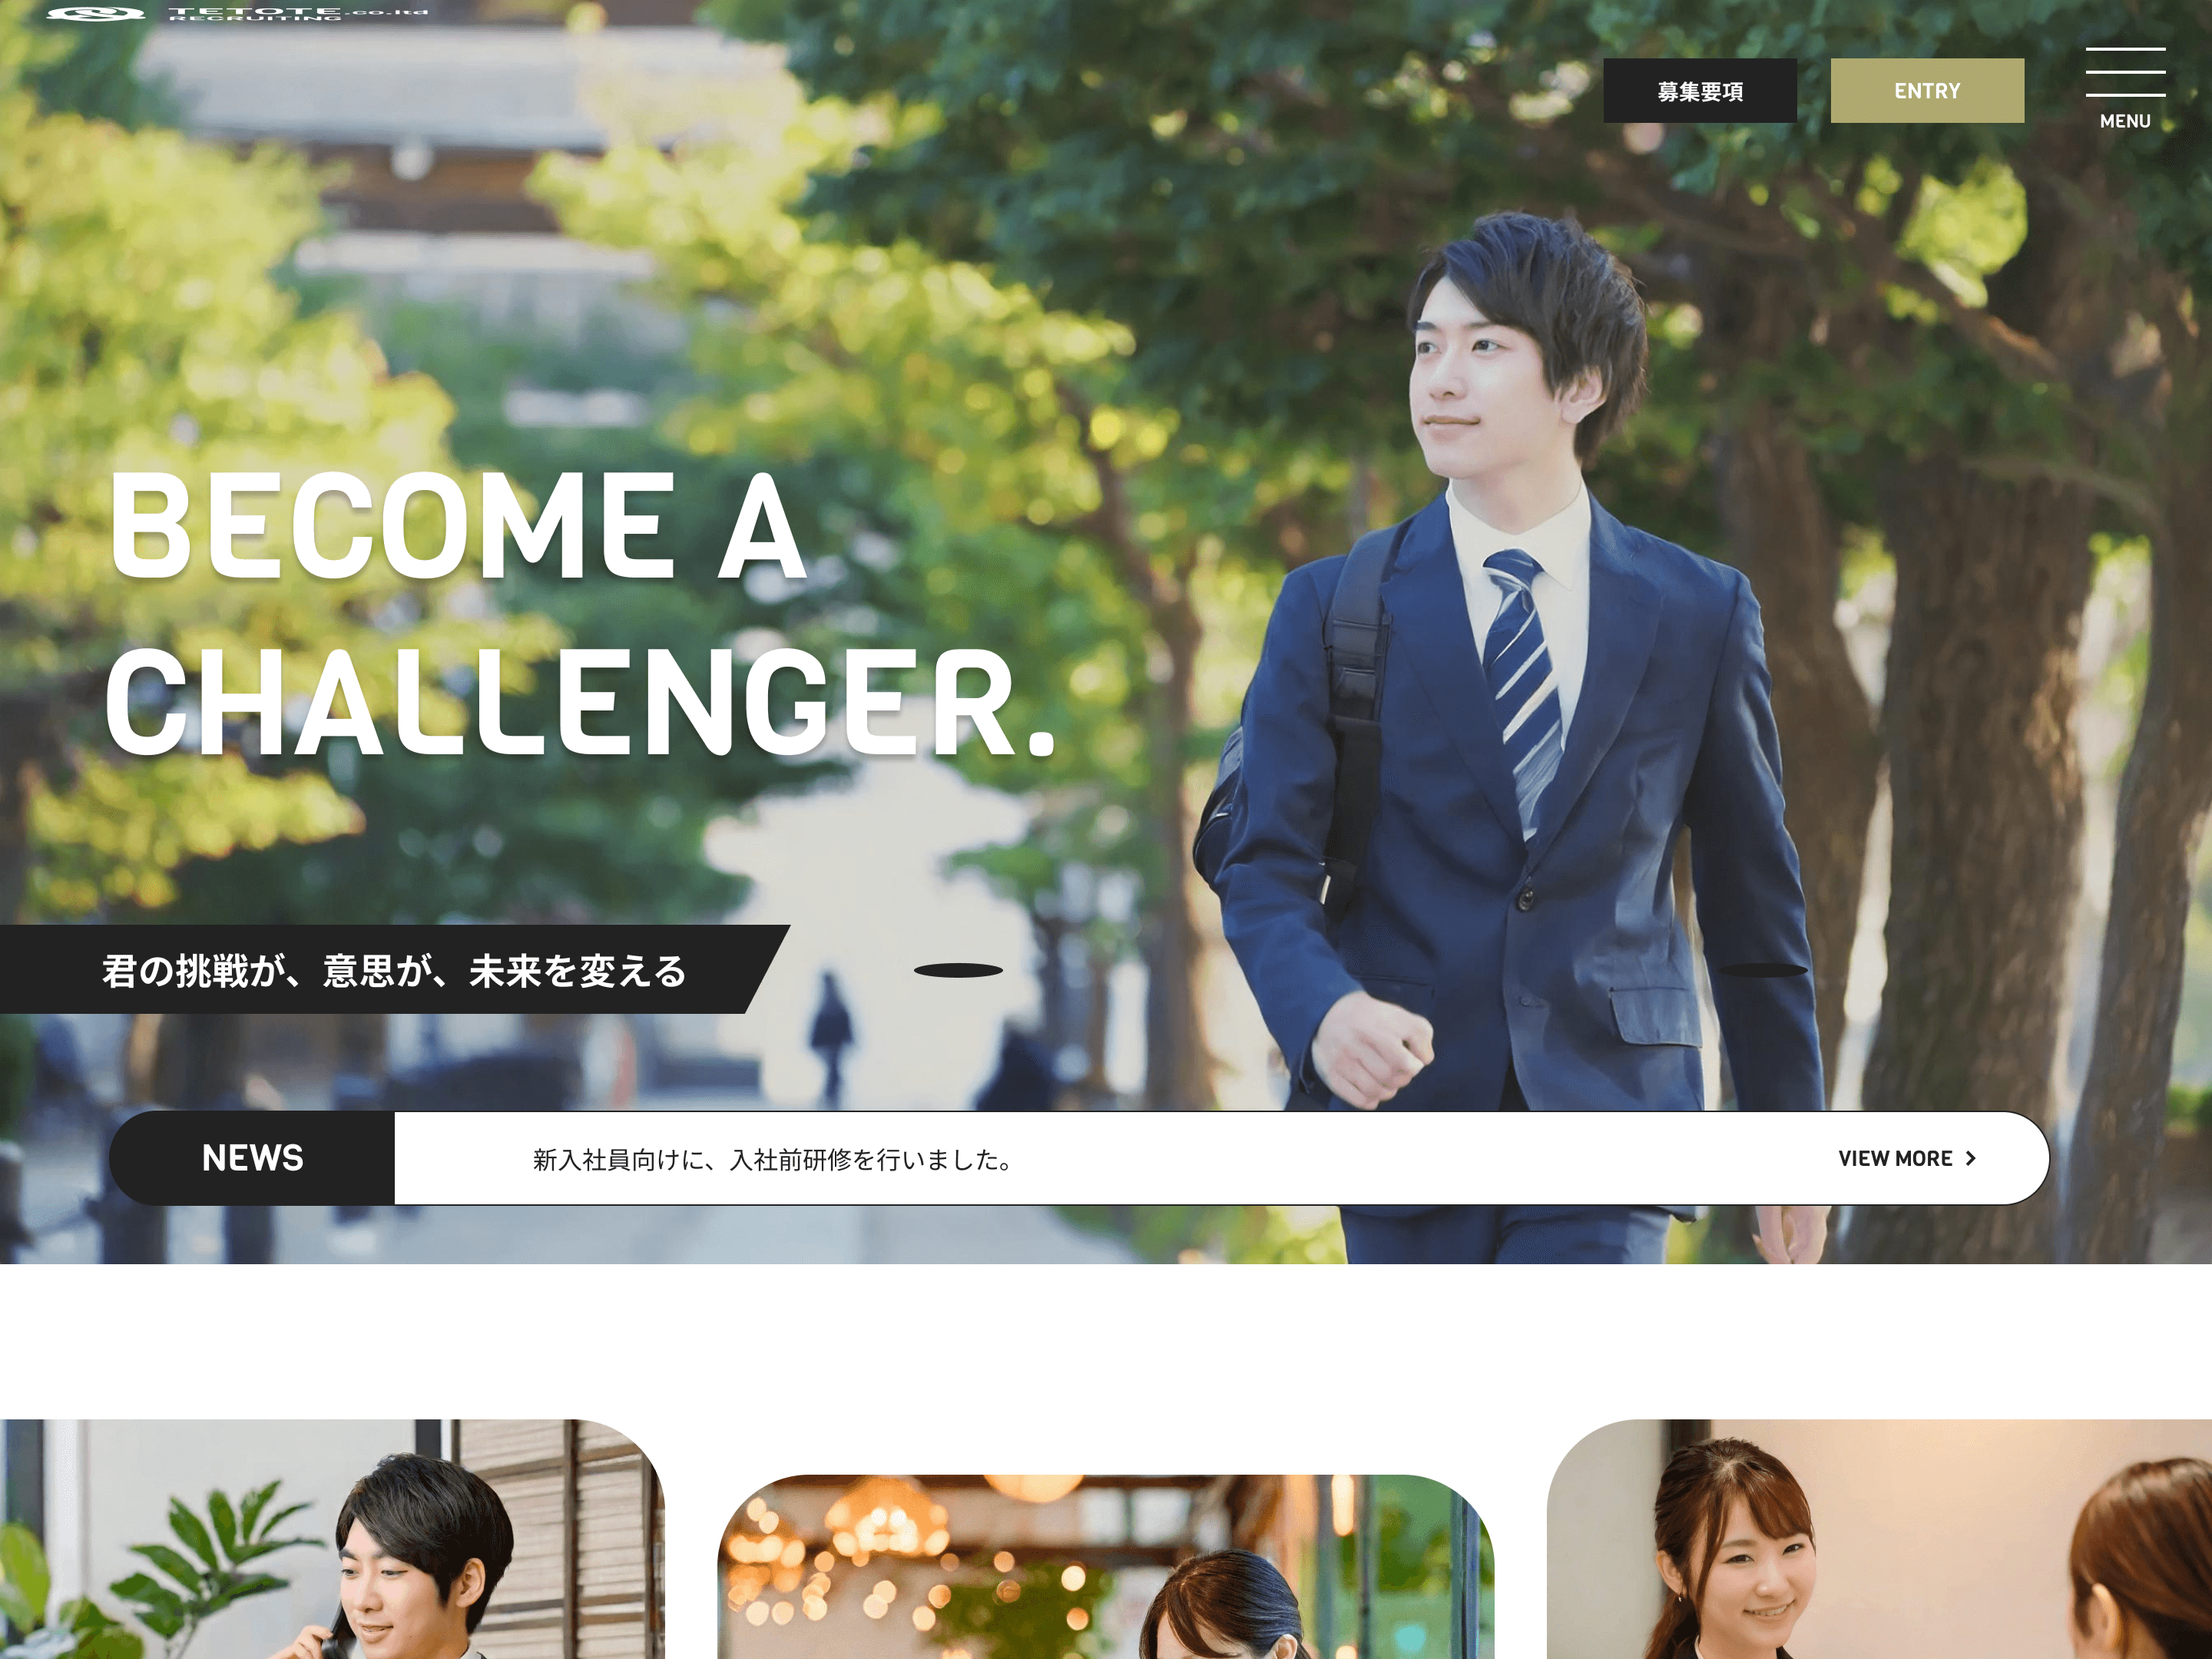 TETOTE.co.ltd
RECRUITING
募集要項
ENTRY
MENU
BECOME A
CHALLENGER.
君の挑戦が、意思が、未来を変える
NEWS
新入社員向けに、入社前研修を行いました。
VIEW MORE